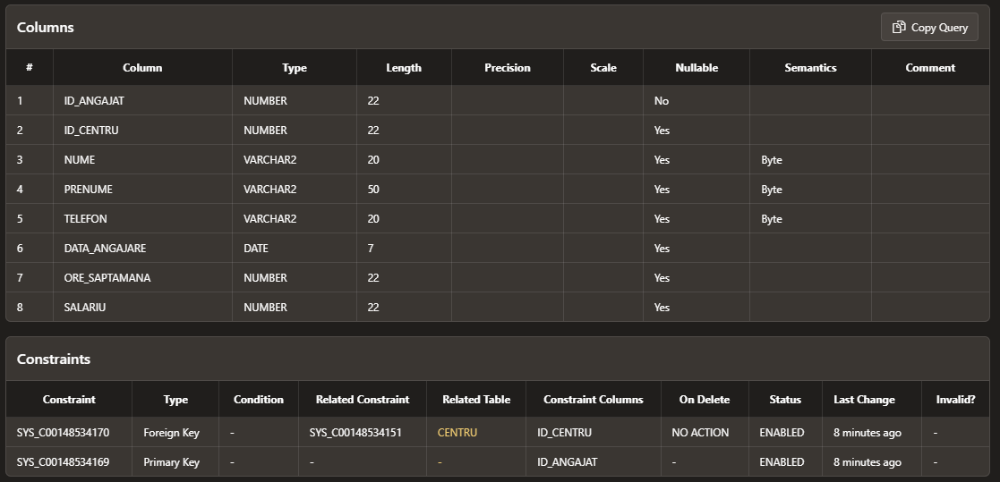 Columns Copy Query
# Column Type Length Precision Scale Nullable Semantics Comment
1 ID_ANGAJAT NUMBER 22 No
2 ID_CENTRU NUMBER 22 Yes
3 NUME VARCHAR2 20 Yes Byte
4 PRENUME VARCHAR2 50 Yes Byte
5 TELEFON VARCHAR2 20 Yes Byte
6 DATA_ANGAJARE DATE 7 Yes
7 ORE_SAPTAMANA NUMBER 22 Yes
8 SALARIU NUMBER 22 Yes
Constraints
Constraint Type Condition Related Constraint Related Table Constraint Columns On Delete Status Last Change Invalid?
SYS_C00148534170 Foreign Key - SYS_C00148534151 CENTRU ID_CENTRU NO ACTION ENABLED 8 minutes ago -
SYS_C00148534169 Primary Key - - - ID_ANGAJAT - ENABLED 8 minutes ago -